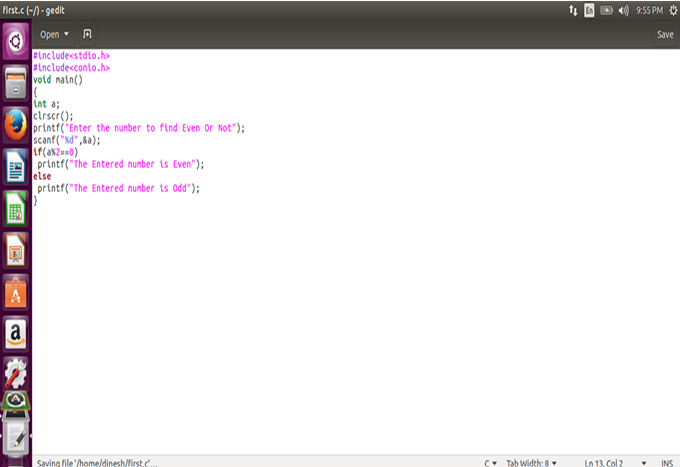 first.c (~/) - gedit
En
9:55 PM
Open
Save
#include<stdio.h>
#include<conio.h>
void main()
{
int a;
clrscr();
printf("Enter the number to find Even Or Not");
scanf("%d",&a);
if(a%2==0)
 printf("The Entered number is Even");
else
 printf("The Entered number is Odd");
}
a
A
Saving file '/home/dinesh/first.c'...
C
Tab Width: 8
Ln 13, Col 2
INS